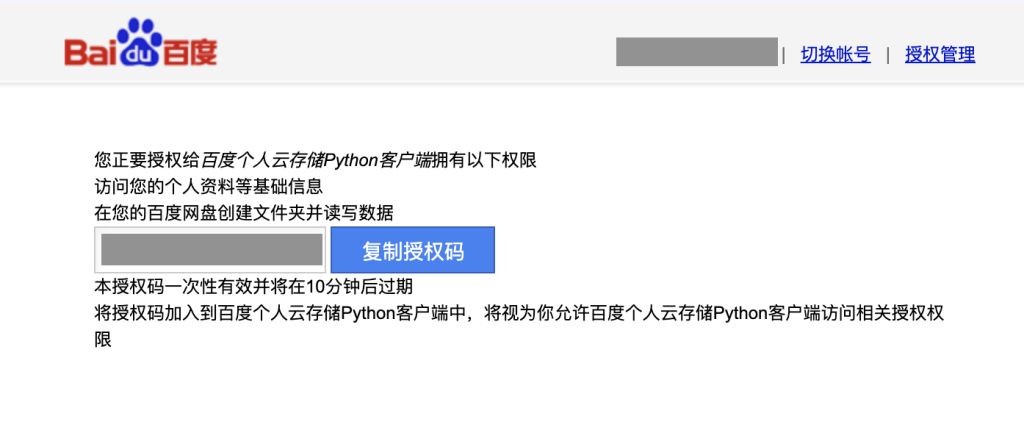 Bai du 百度
| 切换帐号 | 授权管理
您正要授权给百度个人云存储Python客户端拥有以下权限
访问您的个人资料等基础信息
在您的百度网盘创建文件夹并读写数据
复制授权码
本授权码一次性有效并将在10分钟后过期
将授权码加入到百度个人云存储Python客户端中，将视为你允许百度个人云存储Python客户端访问相关授权权
限